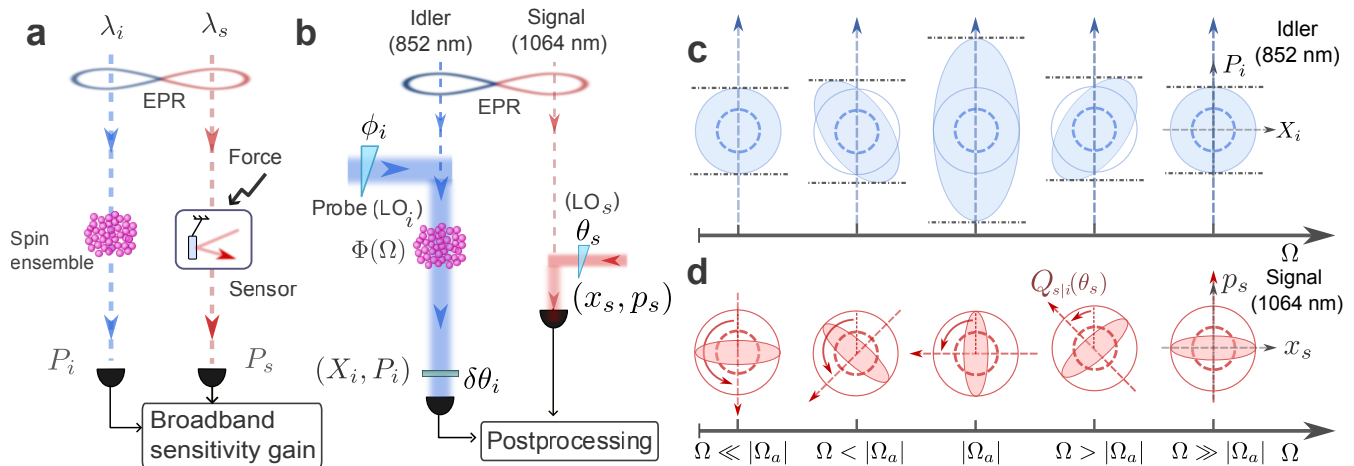 a
λ_i
λ_s
EPR
Force
Spin
ensemble
Sensor
P_i
P_s
Broadband
sensitivity gain
b
Idler
(852 nm)
Signal
(1064 nm)
EPR
ϕ_i
Probe (LO_i)
Φ(Ω)
(LO_s)
θ_s
(x_s, p_s)
(X_i, P_i)
δθ_i
Postprocessing
c
Idler
(852 nm)
P_i
X_i
Ω
d
Signal
(1064 nm)
Q_{s|i}(θ_s)
p_s
x_s
Ω ≪ |Ω_a|
Ω < |Ω_a|
|Ω_a|
Ω > |Ω_a|
Ω ≫ |Ω_a|
Ω